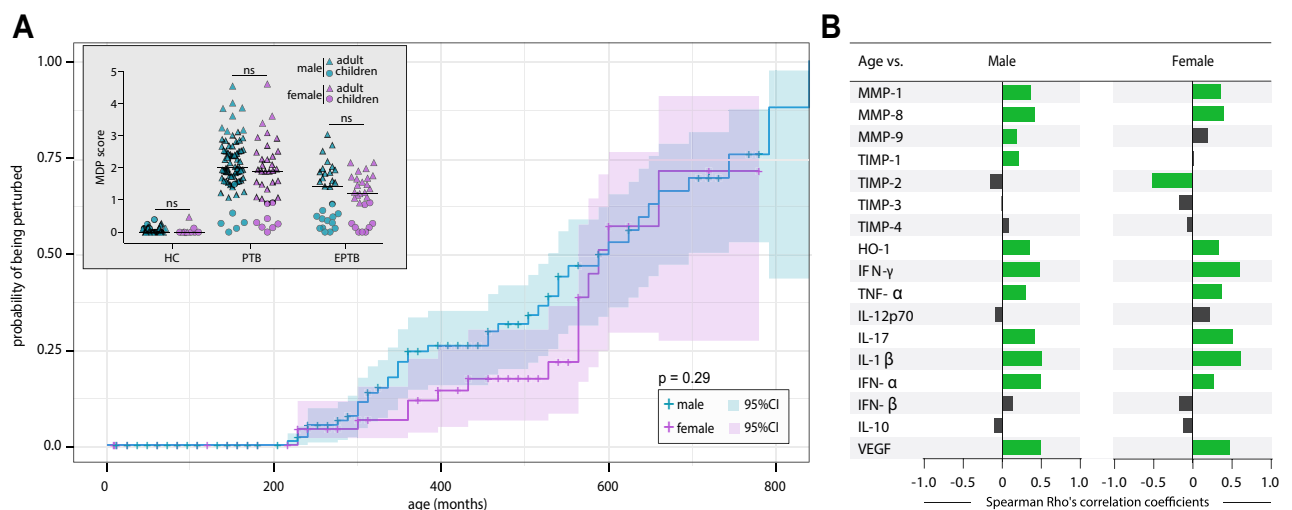 A
B
1.00
0.75
0.50
0.25
0.0
probability of being perturbed
5
4
3
2
1
0
MDP score
ns
ns
ns
male
adult
children
female
adult
children
HC
PTB
EPTB
p = 0.29
male
95%CI
female
95%CI
0
200
400
600
800
age (months)
Age vs.
Male
Female
MMP-1
MMP-8
MMP-9
TIMP-1
TIMP-2
TIMP-3
TIMP-4
HO-1
IFN-γ
TNF- α
IL-12p70
IL-17
IL-1 β
IFN- α
IFN- β
IL-10
VEGF
-1.0 -0.5 0 0.5 1.0 -1.0 -0.5 0 0.5 1.0
Spearman Rho's correlation coefficients